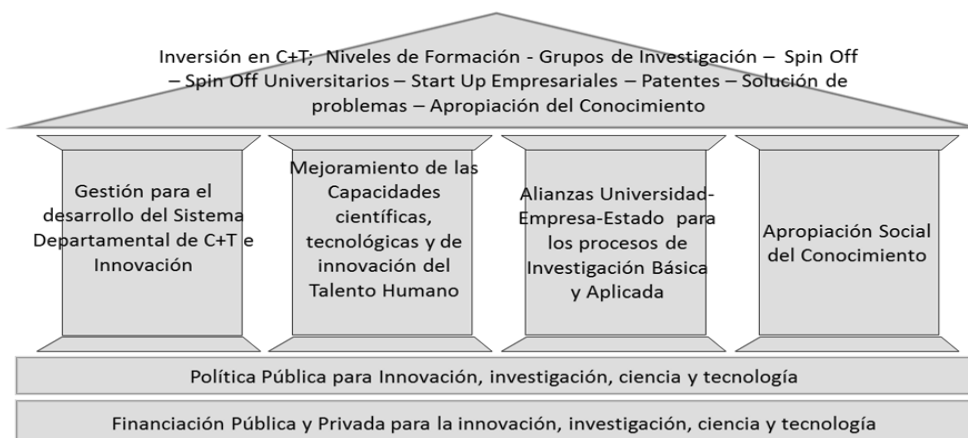 Inversión en C+T;  Niveles de Formación - Grupos de Investigación – Spin Off
– Spin Off Universitarios – Start Up Empresariales – Patentes – Solución de
problemas – Apropiación del Conocimiento
Gestión para el
desarrollo del Sistema
Departamental de C+T e
Innovación
Mejoramiento de las
Capacidades
científicas,
tecnológicas y de
innovación del
Talento Humano
Alianzas Universidad-
Empresa-Estado para
los procesos de
Investigación Básica
y Aplicada
Apropiación Social
del Conocimiento
Política Pública para Innovación, investigación, ciencia y tecnología
Financiación Pública y Privada para la innovación, investigación, ciencia y tecnología